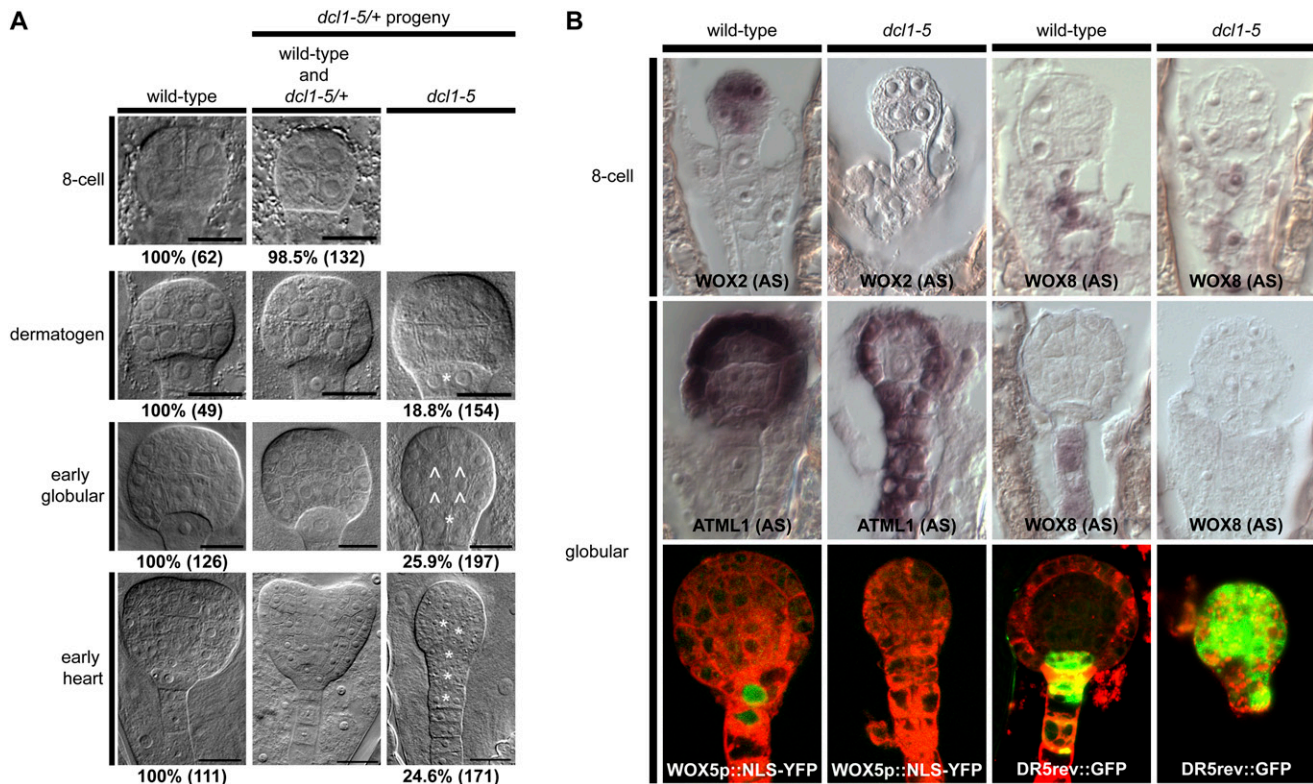 A
dcl1-5/+ progeny
wild-type
wild-type
and
dcl1-5/+
dcl1-5
8-cell
100% (62)
98.5% (132)
dermatogen
*
100% (49)
18.8% (154)
early
globular
^ ^
^ ^
*
100% (126)
25.9% (197)
early
heart
* *
*
*
*
100% (111)
24.6% (171)
B
wild-type
dcl1-5
wild-type
dcl1-5
8-cell
WOX2 (AS)
WOX2 (AS)
WOX8 (AS)
WOX8 (AS)
globular
ATML1 (AS)
ATML1 (AS)
WOX8 (AS)
WOX8 (AS)
WOX5p::NLS-YFP
WOX5p::NLS-YFP
DR5rev::GFP
DR5rev::GFP